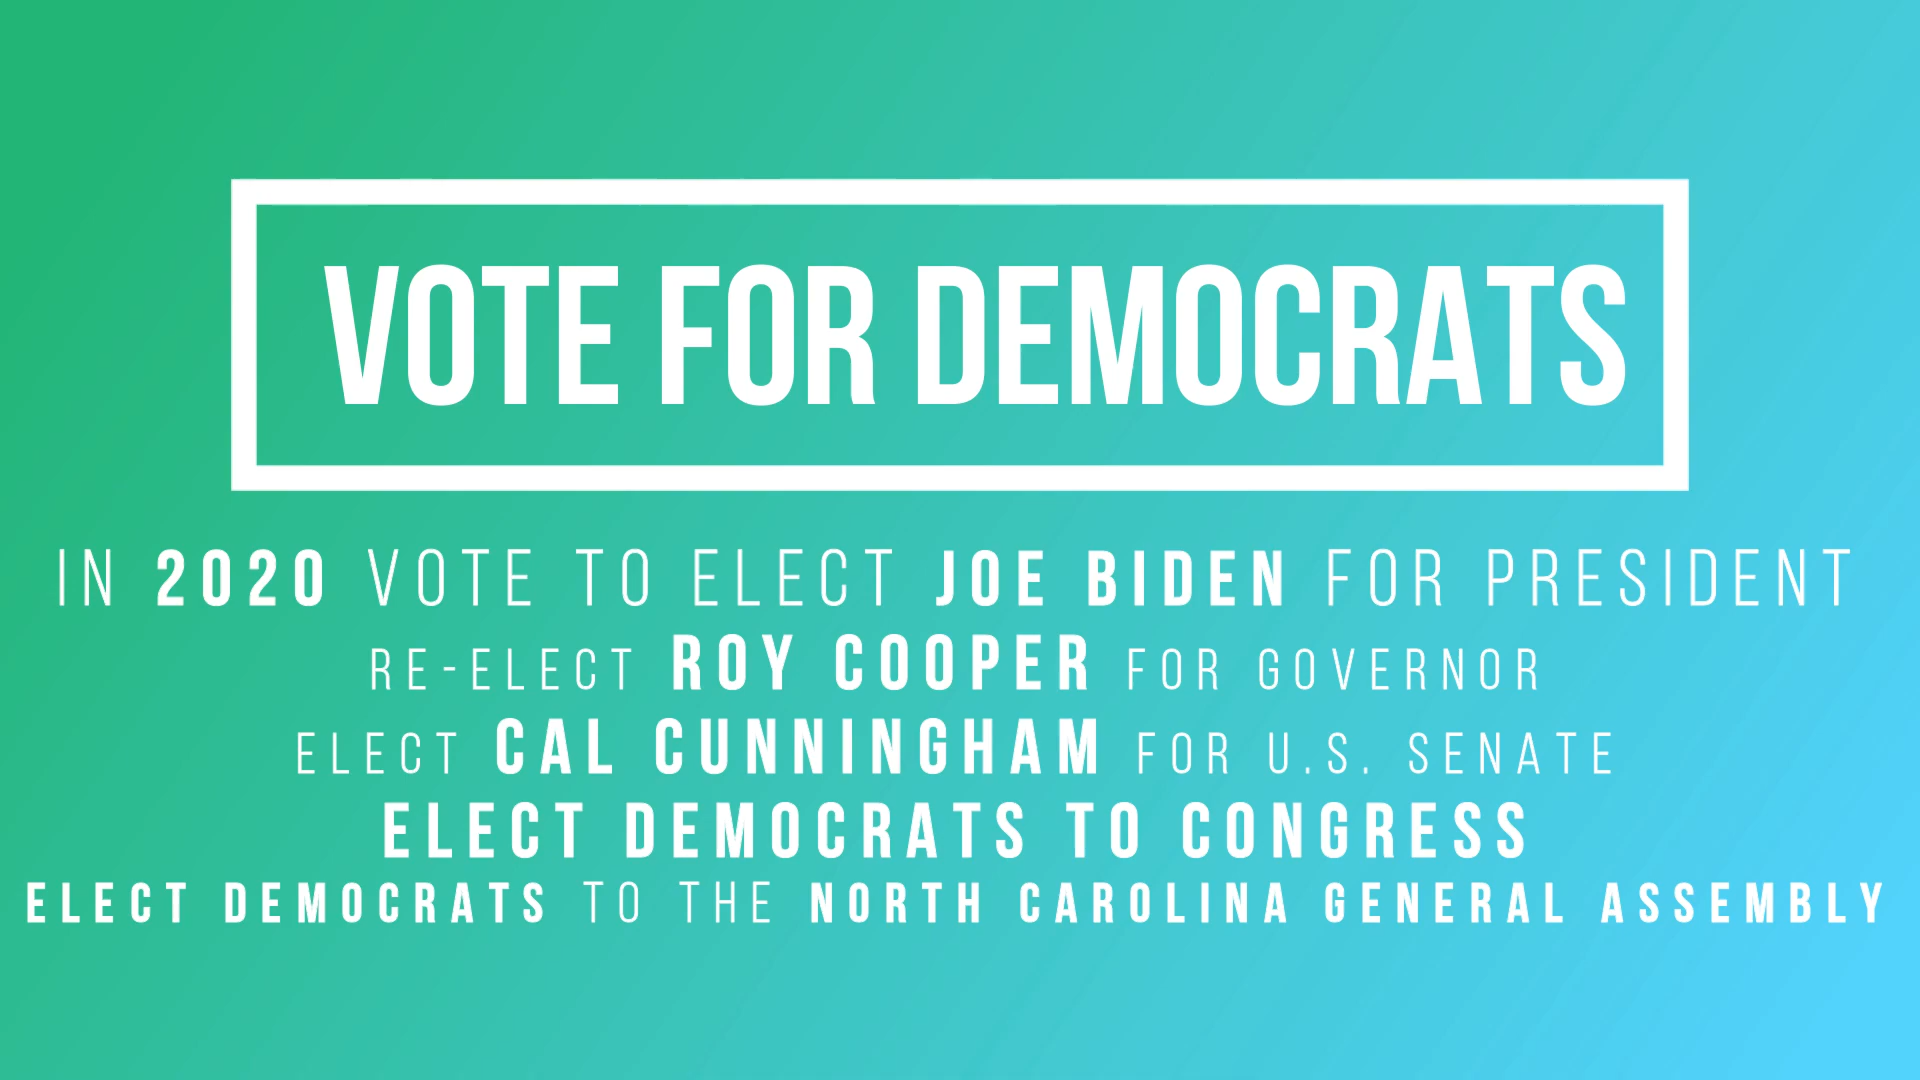 VOTE FOR DEMOCRATS
IN 2020 VOTE TO ELECT JOE BIDEN FOR PRESIDENT
RE-ELECT ROY COOPER FOR GOVERNOR
ELECT CAL CUNNINGHAM FOR U.S. SENATE
ELECT DEMOCRATS TO CONGRESS
ELECT DEMOCRATS TO THE NORTH CAROLINA GENERAL ASSEMBLY